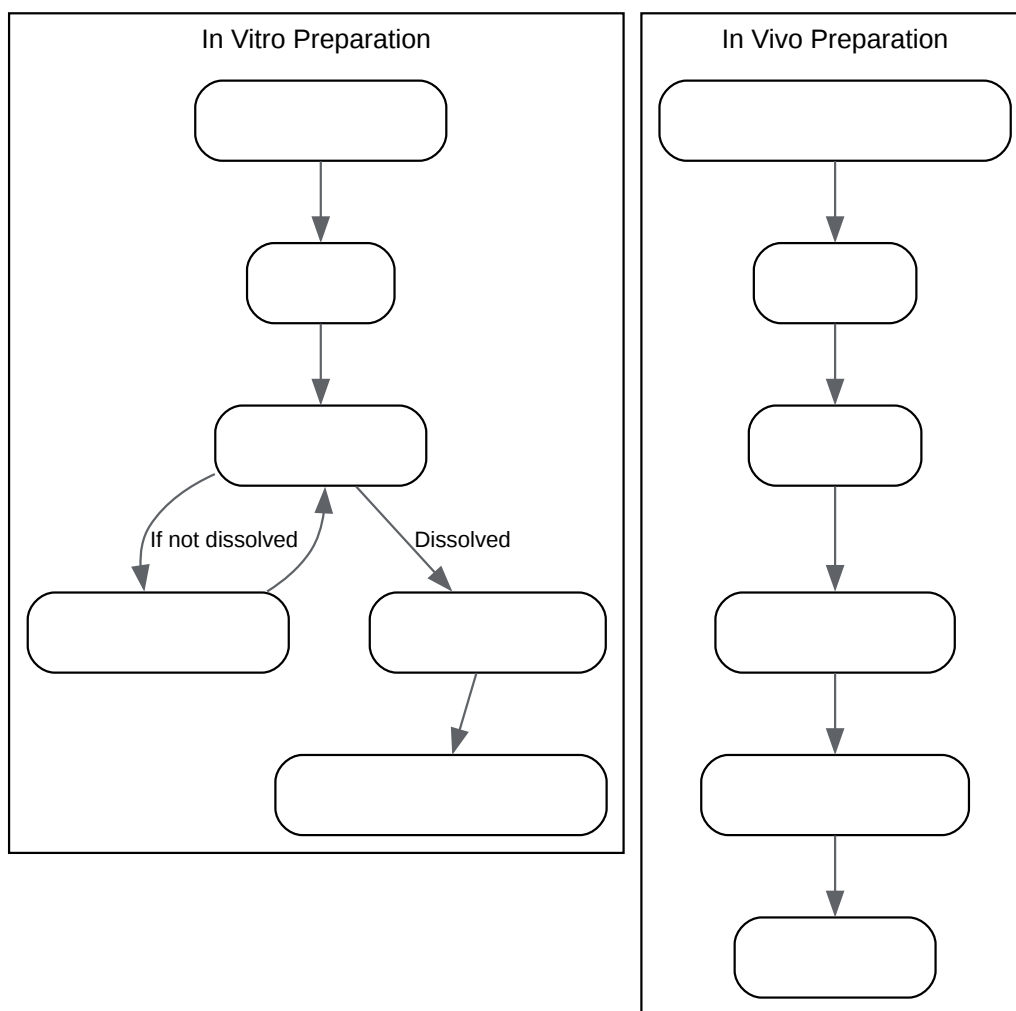 In Vitro Preparation
In Vivo Preparation
If not dissolved
Dissolved